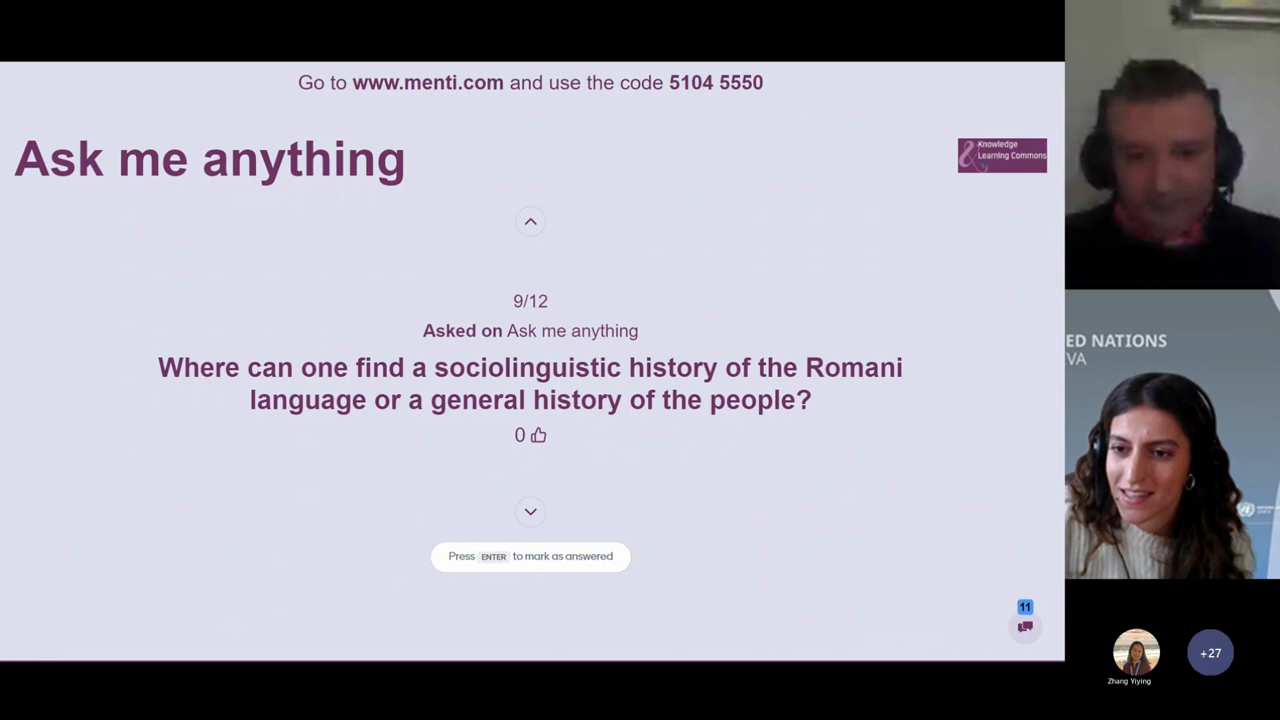 Go to www.menti.com and use the code 5104 5550
Ask me anything
Knowledge
Learning Commons
9/12
Asked on Ask me anything
Where can one find a sociolinguistic history of the Romani
language or a general history of the people?
0
Press ENTER to mark as answered
11
ED NATIONS
VA
Zhang Yiying
+27